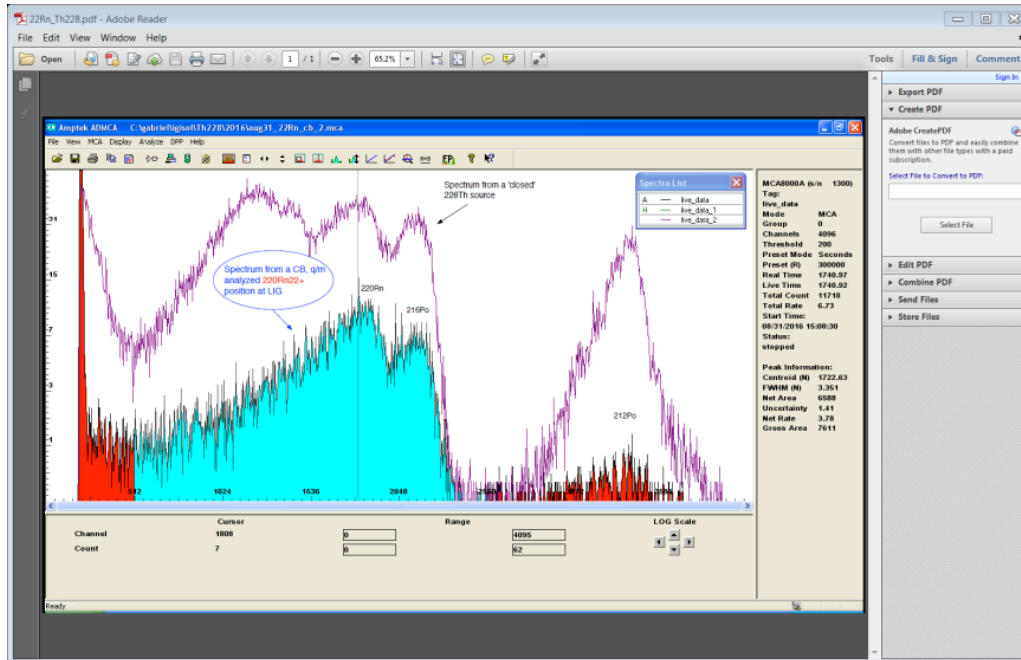 22Rn_Th228.pdf - Adobe Reader
File Edit View Window Help
Open 1 / 1 65.2% Tools Fill & Sign Comment
Sign In
Export PDF
Create PDF
Adobe CreatePDF
Convert files to PDF and easily combine
them with other file types with a paid
subscription.
Select File to Convert to PDF:
Select File
Edit PDF
Combine PDF
Send Files
Store Files
Amptek ADMCA C:\gabriel\igisol\Th228\2016\aug31_22Rn_cb_2.mca
File View MCA Display Analyze DPP Help
Spectrum from a 'closed'
228Th source
Spectra List
A live_data
H live_data_1
live_data_2
Spectrum from a CB, q/m
analyzed 220Rn22+
position at LIG
220Rn
216Po
212Po
31
15
7
3
1
512 1024 1536 2048
MCA8000A (s/n 1300)
Tag:
live_data
Mode MCA
Group 0
Channels 4096
Threshold 200
Preset Mode Seconds
Preset (R) 300000
Real Time 1740.97
Live Time 1740.92
Total Count 11718
Total Rate 6.73
Start Time:
08/31/2016 15:08:30
Status:
stopped
Peak Information:
Centroid (N) 1722.63
FWHM (N) 3.351
Net Area 6588
Uncertainty 1.41
Net Rate 3.78
Gross Area 7611
Cursor Range LOG Scale
Channel 1808 0 4095
Count 7 0 62
Ready